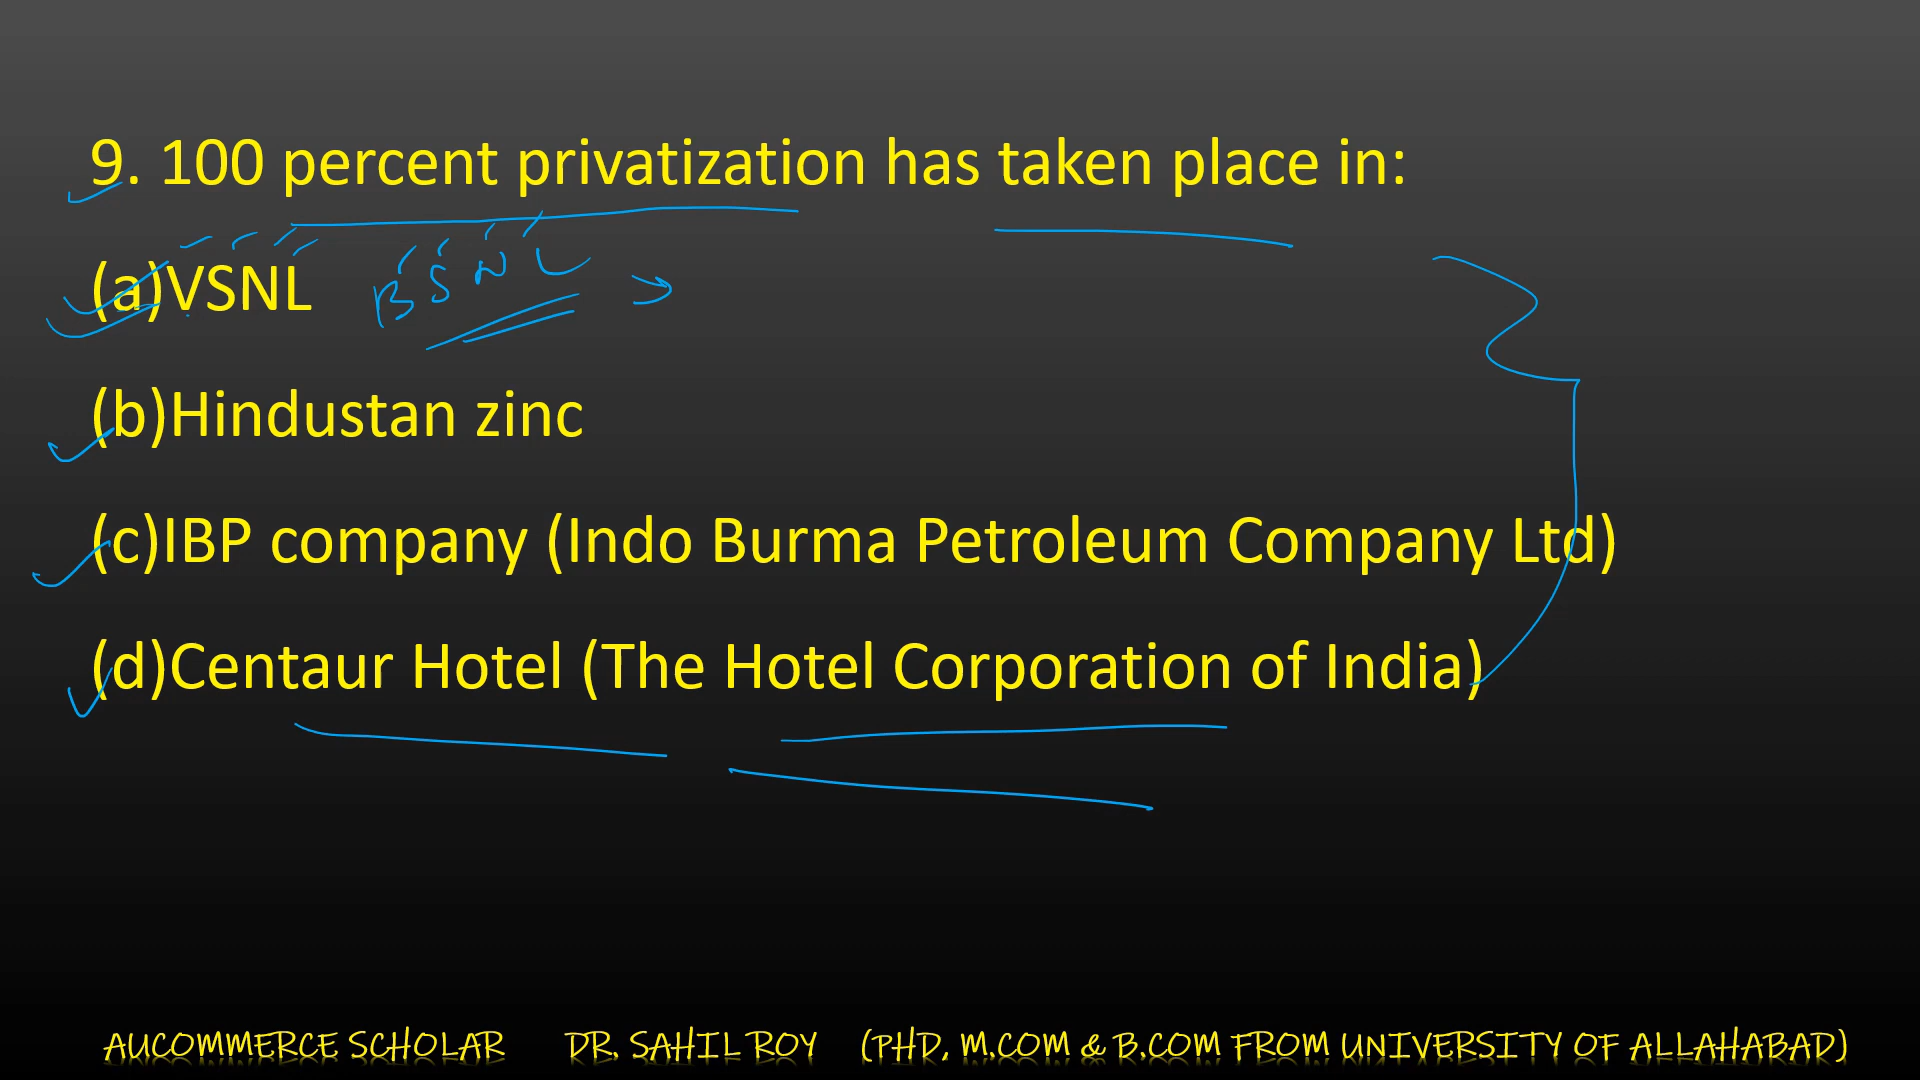 9. 100 percent privatization has taken place in:
(a)VSNL BSNL
(b)Hindustan zinc
(c)IBP company (Indo Burma Petroleum Company Ltd)
(d)Centaur Hotel (The Hotel Corporation of India)
AUCOMMERCE SCHOLAR DR. SAHIL ROY (PHD, M.COM & B.COM FROM UNIVERSITY OF ALLAHABAD)